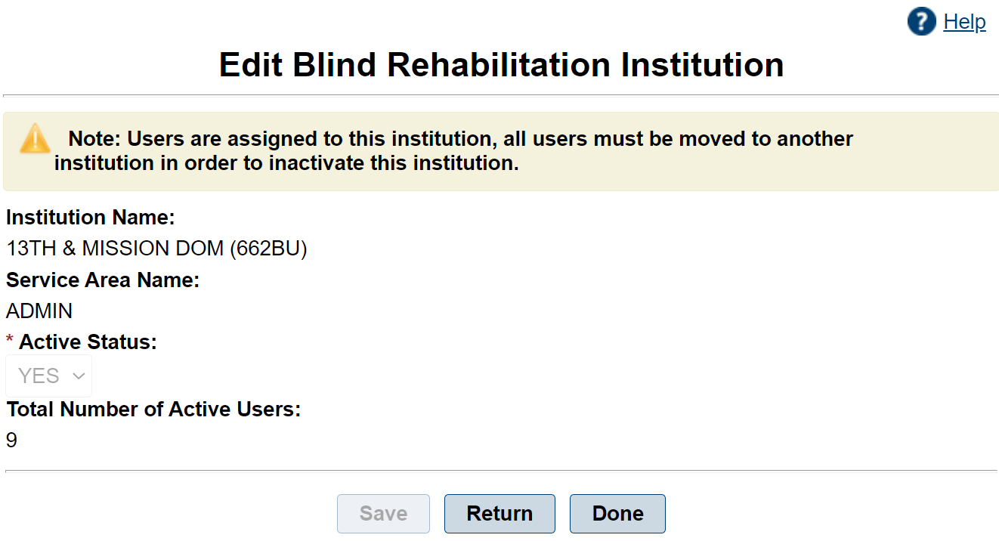 Help
Edit Blind Rehabilitation Institution
Note: Users are assigned to this institution, all users must be moved to another
institution in order to inactivate this institution.
Institution Name:
13TH & MISSION DOM (662BU)
Service Area Name:
ADMIN
* Active Status:
YES
Total Number of Active Users:
9
Save Return Done